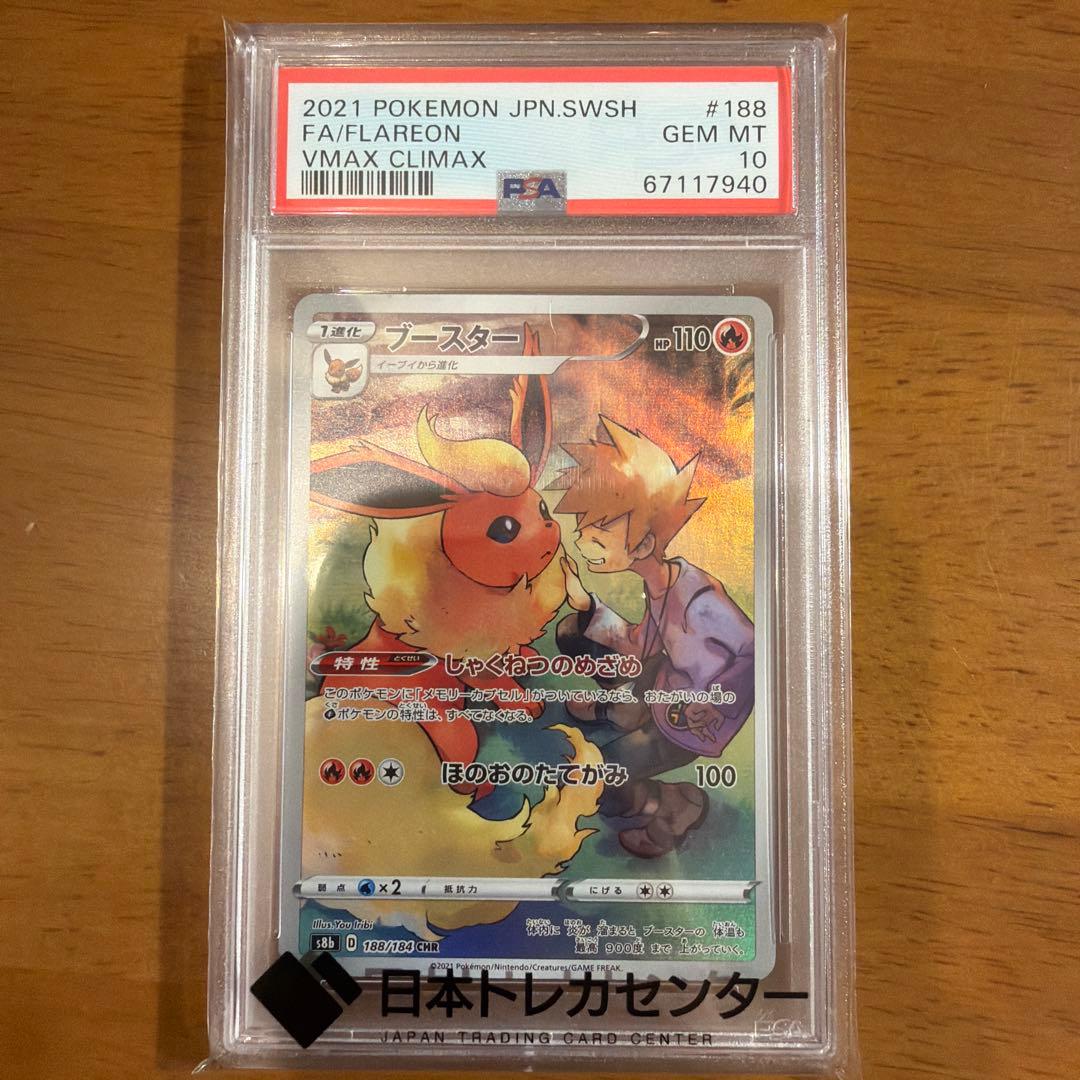 2021 POKEMON JPN.SWSH #188
FA/FLAREON GEM MT
VMAX CLIMAX 10
PSA 67117940
1進化 ブースター HP110
イーブイから進化
特性 とくせい しゃくねつのめざめ
このポケモンに「メモリーカプセル」がついているなら、おたがいの場の
ポケモンの特性は、すべてなくなる。
ほのおのたてがみ 100
弱点 ×2 抵抗力 にげる
Illus. You Iribi
体内に 炎が 溜まると ブースターの 体温も
s8b D 188/184 CHR 最高 900度 まで 上がっていく。
©2021 Pokémon/Nintendo/Creatures/GAME FREAK.
日本トレカセンター
JAPAN TRADING CARD CENTER